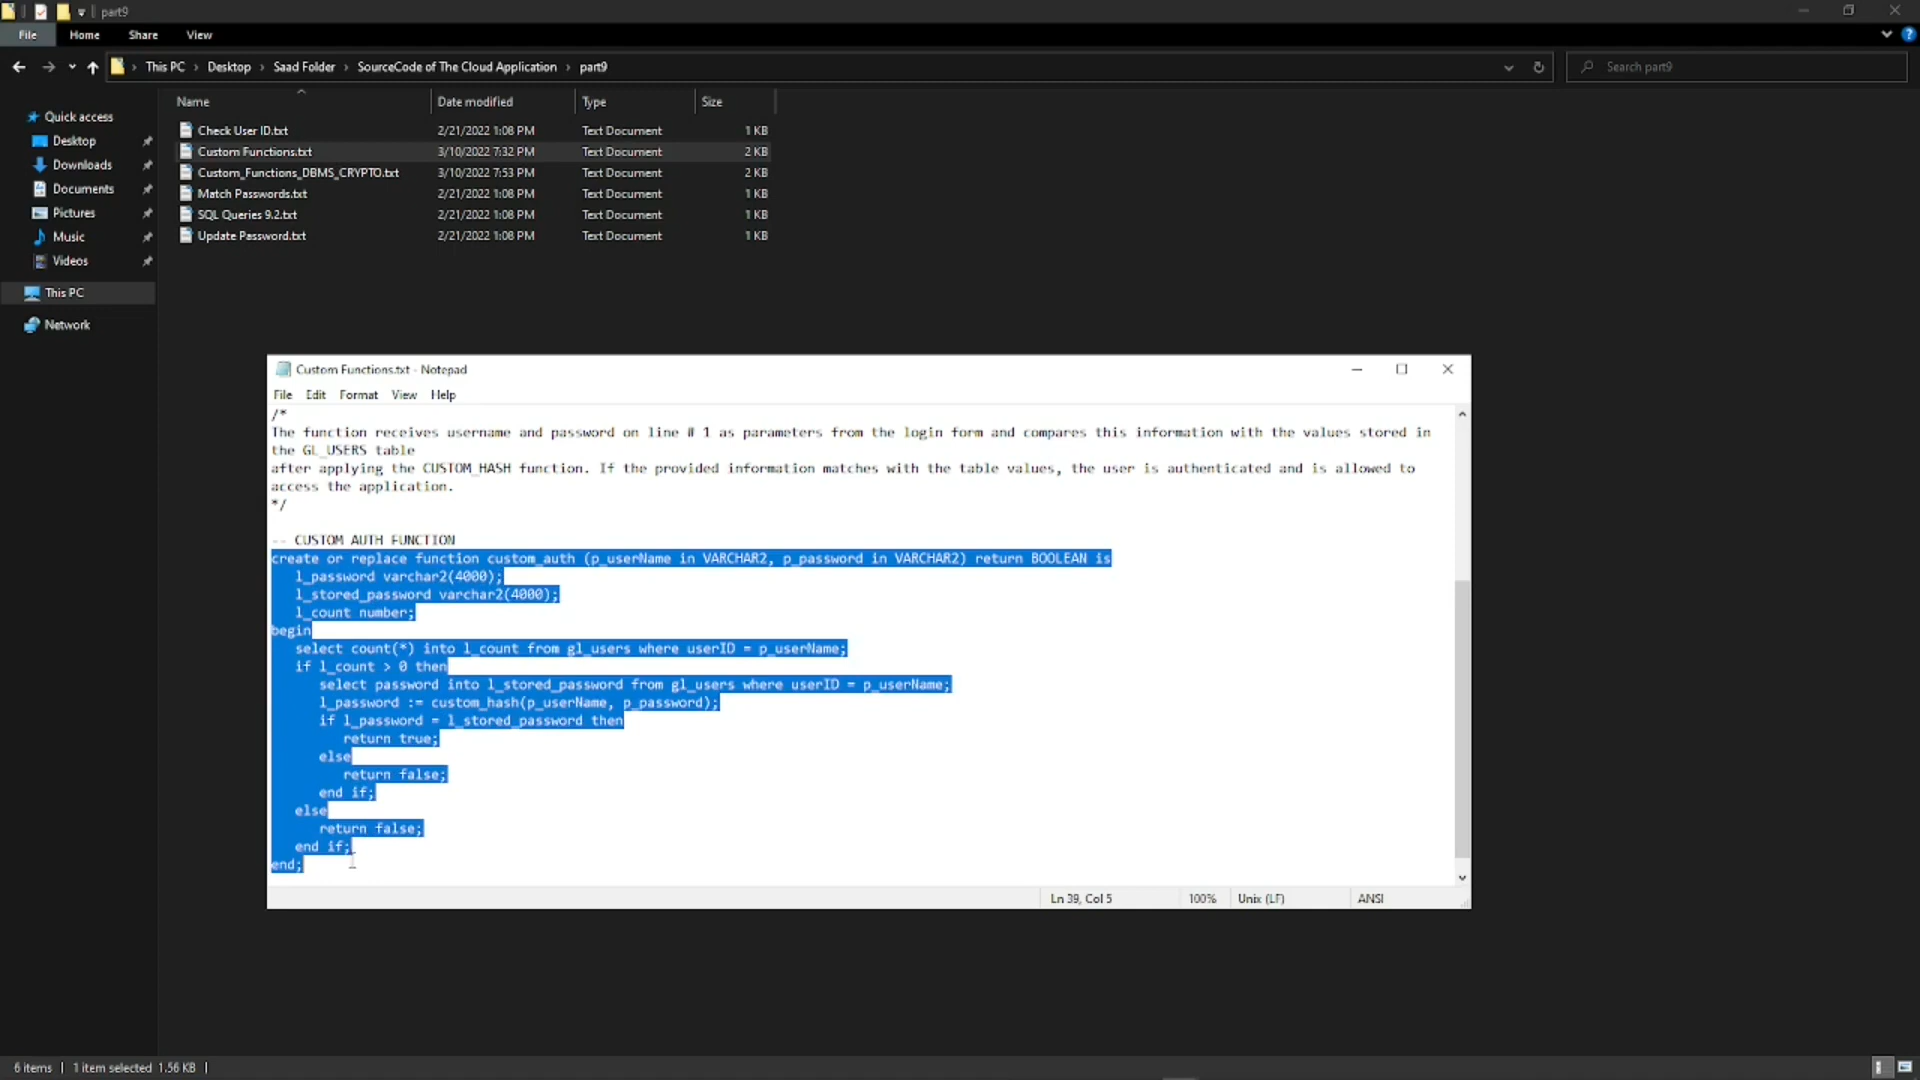 part9
File Home Share View
This PC > Desktop > Saad Folder > SourceCode of The Cloud Application > part9
Search part9
Name Date modified Type Size
Quick access
Desktop
Downloads
Documents
Pictures
Music
Videos
This PC
Network
Check User ID.txt 2/21/2022 1:08 PM Text Document 1 KB
Custom Functions.txt 3/10/2022 7:32 PM Text Document 2 KB
Custom_Functions_DBMS_CRYPTO.txt 3/10/2022 7:53 PM Text Document 2 KB
Match Passwords.txt 2/21/2022 1:08 PM Text Document 1 KB
SQL Queries 9.2.txt 2/21/2022 1:08 PM Text Document 1 KB
Update Password.txt 2/21/2022 1:08 PM Text Document 1 KB
Custom Functions.txt - Notepad
File Edit Format View Help
/*
The function receives username and password on line # 1 as parameters from the login form and compares this information with the values stored in
the GL_USERS table
after applying the CUSTOM_HASH function. If the provided information matches with the table values, the user is authenticated and is allowed to
access the application.
*/
-- CUSTOM AUTH FUNCTION
create or replace function custom_auth (p_userName in VARCHAR2, p_password in VARCHAR2) return BOOLEAN is
l_password varchar2(4000);
l_stored_password varchar2(4000);
l_count number;
begin
select count(*) into l_count from gl_users where userID = p_userName;
if l_count > 0 then
select password into l_stored_password from gl_users where userID = p_userName;
l_password := custom_hash(p_userName, p_password);
if l_password = l_stored_password then
return true;
else
return false;
end if;
else
return false;
end if;
end;
Ln 39, Col 5 100% Unix (LF) ANSI
6 items 1 item selected 1.56 KB